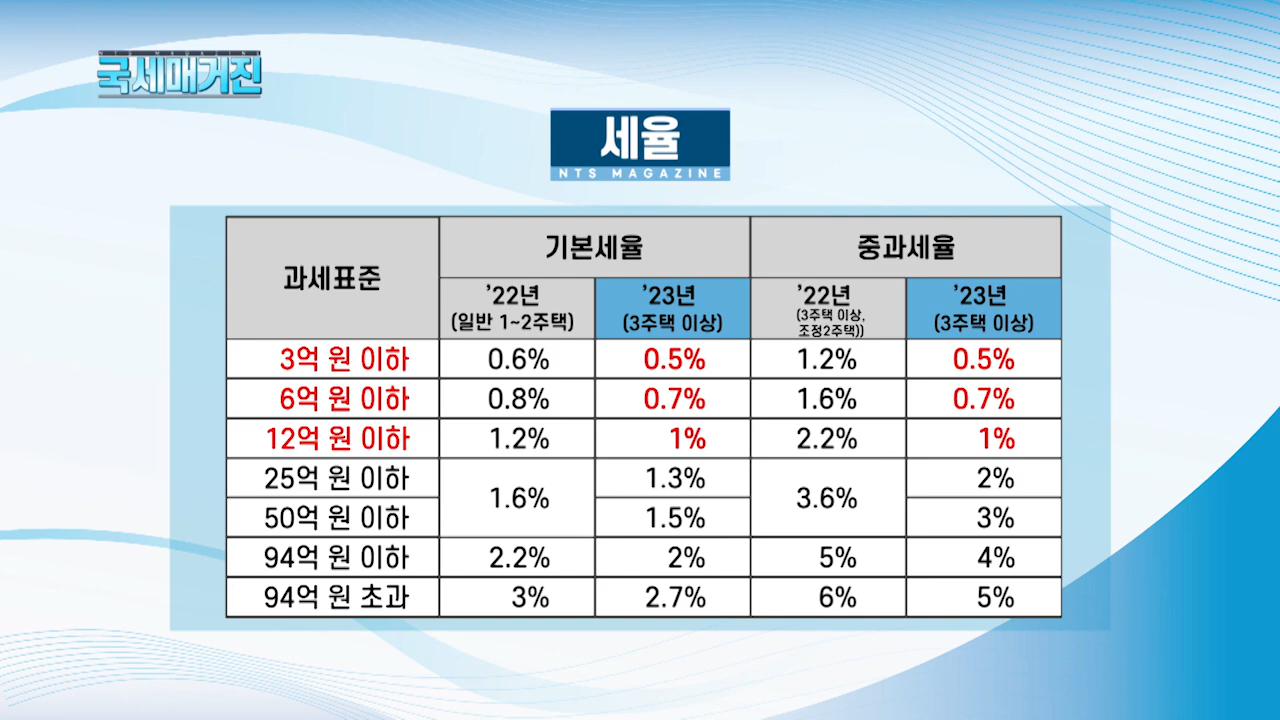 NTS MAGAZINE
국세매거진
세율
NTS MAGAZINE
과세표준 기본세율 중과세율
’22년 ’23년 ’22년 ’23년
(일반 1~2주택) (3주택 이상) (3주택 이상, (3주택 이상)
조정2주택))
3억 원 이하 0.6% 0.5% 1.2% 0.5%
6억 원 이하 0.8% 0.7% 1.6% 0.7%
12억 원 이하 1.2% 1% 2.2% 1%
25억 원 이하 1.6% 1.3% 3.6% 2%
50억 원 이하 1.5% 3%
94억 원 이하 2.2% 2% 5% 4%
94억 원 초과 3% 2.7% 6% 5%